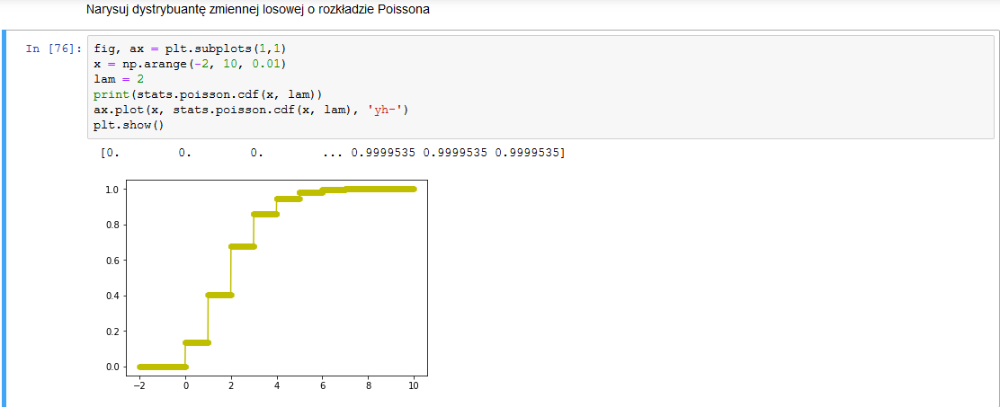 Narysuj dystrybuantę zmiennej losowej o rozkładzie Poissona
In [76]: fig, ax = plt.subplots(1,1)
x = np.arange(-2, 10, 0.01)
lam = 2
print(stats.poisson.cdf(x, lam))
ax.plot(x, stats.poisson.cdf(x, lam), 'yh-')
plt.show()
[0. 0. 0. ... 0.9999535 0.9999535 0.9999535]
1.0
0.8
0.6
0.4
0.2
0.0
−2 0 2 4 6 8 10